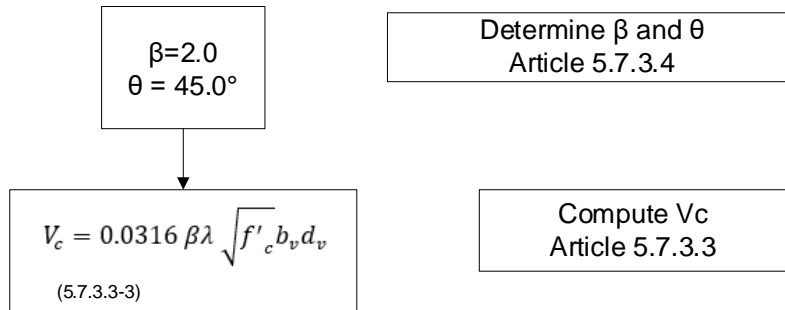 β=2.0
θ = 45.0°
Determine β and θ
Article 5.7.3.4
V_c = 0.0316 βλ √f'_c b_v d_v
(5.7.3.3-3)
Compute Vc
Article 5.7.3.3